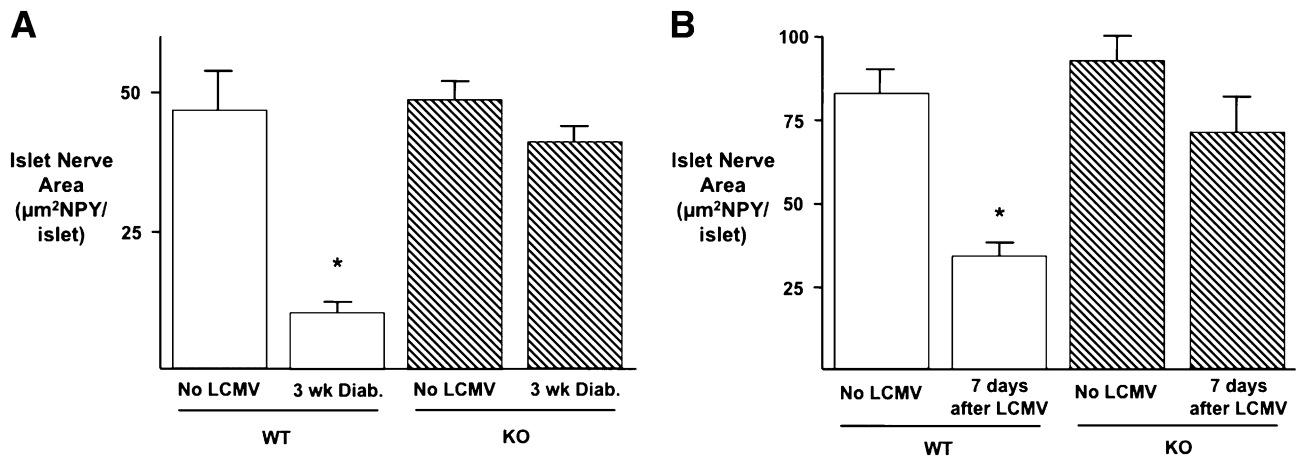 A
50
25
Islet Nerve
Area
(µm²NPY/
islet)
*
No LCMV
3 wk Diab.
No LCMV
3 wk Diab.
WT
KO
B
100
75
50
25
Islet Nerve
Area
(µm²NPY/
islet)
*
No LCMV
7 days
after LCMV
No LCMV
7 days
after LCMV
WT
KO